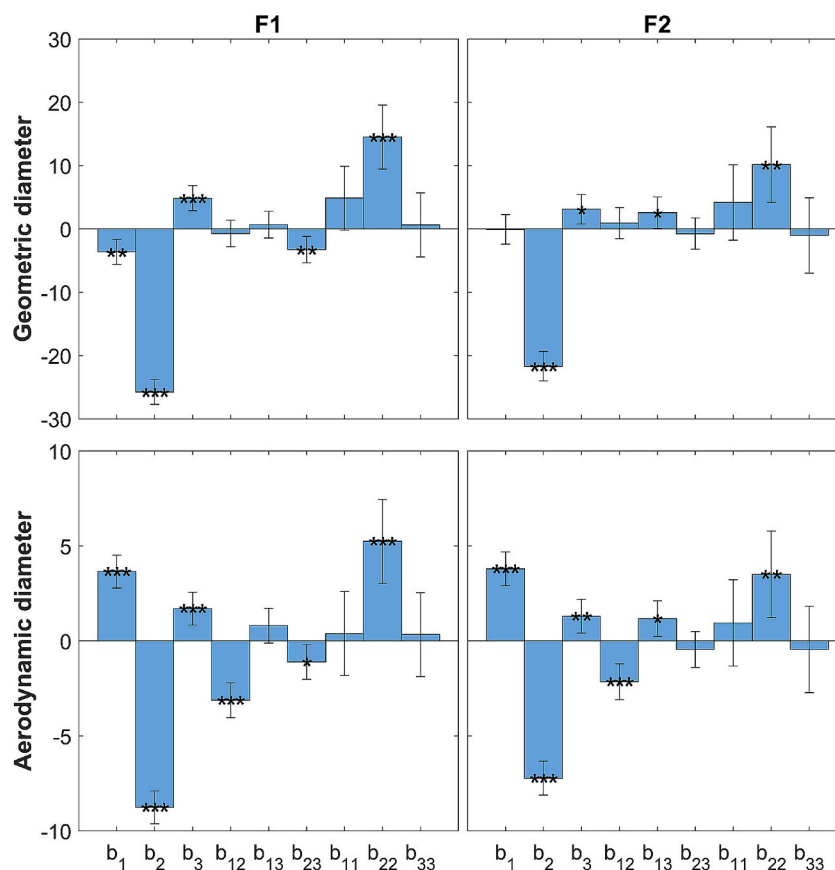 F1 F2
30
20
10
0
-10
-20
-30
Geometric diameter
** *** *** ** ***
*** * * **
10
5
0
-5
-10
Aerodynamic diameter
*** *** *** *** * ***
*** *** ** *** * **
b1 b2 b3 b12 b13 b23 b11 b22 b33 b1 b2 b3 b12 b13 b23 b11 b22 b33